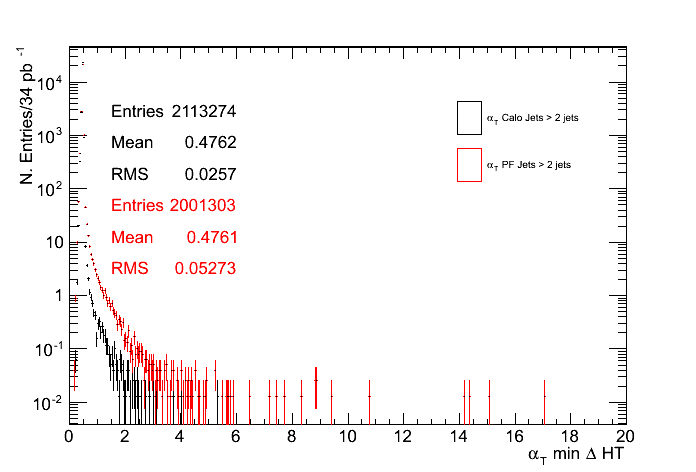 N. Entries/34 pb ⁻¹
10⁴
10³
10²
10
1
10⁻¹
10⁻²
Entries 2113274
Mean 0.4762
RMS 0.0257
Entries 2001303
Mean 0.4761
RMS 0.05273
α_T Calo Jets > 2 jets
α_T PF Jets > 2 jets
0 2 4 6 8 10 12 14 16 18 20
α_T min Δ HT